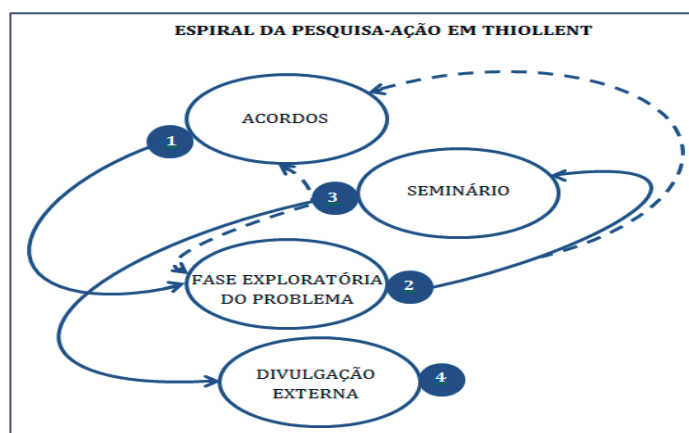 ESPIRAL DA PESQUISA-AÇÃO EM THIOLLENT
ACORDOS
1
SEMINÁRIO
3
FASE EXPLORATÓRIA
DO PROBLEMA
2
DIVULGAÇÃO
EXTERNA
4